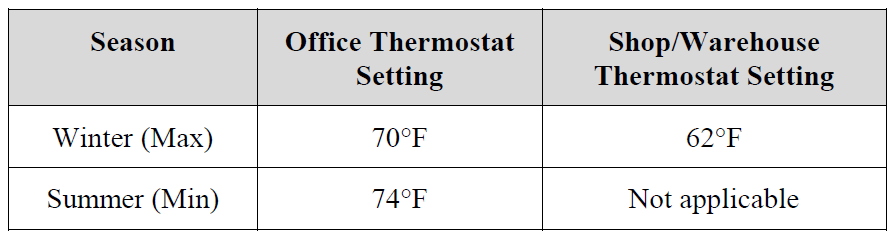 Season Office Thermostat Setting Shop/Warehouse Thermostat Setting
Winter (Max) 70°F 62°F
Summer (Min) 74°F Not applicable